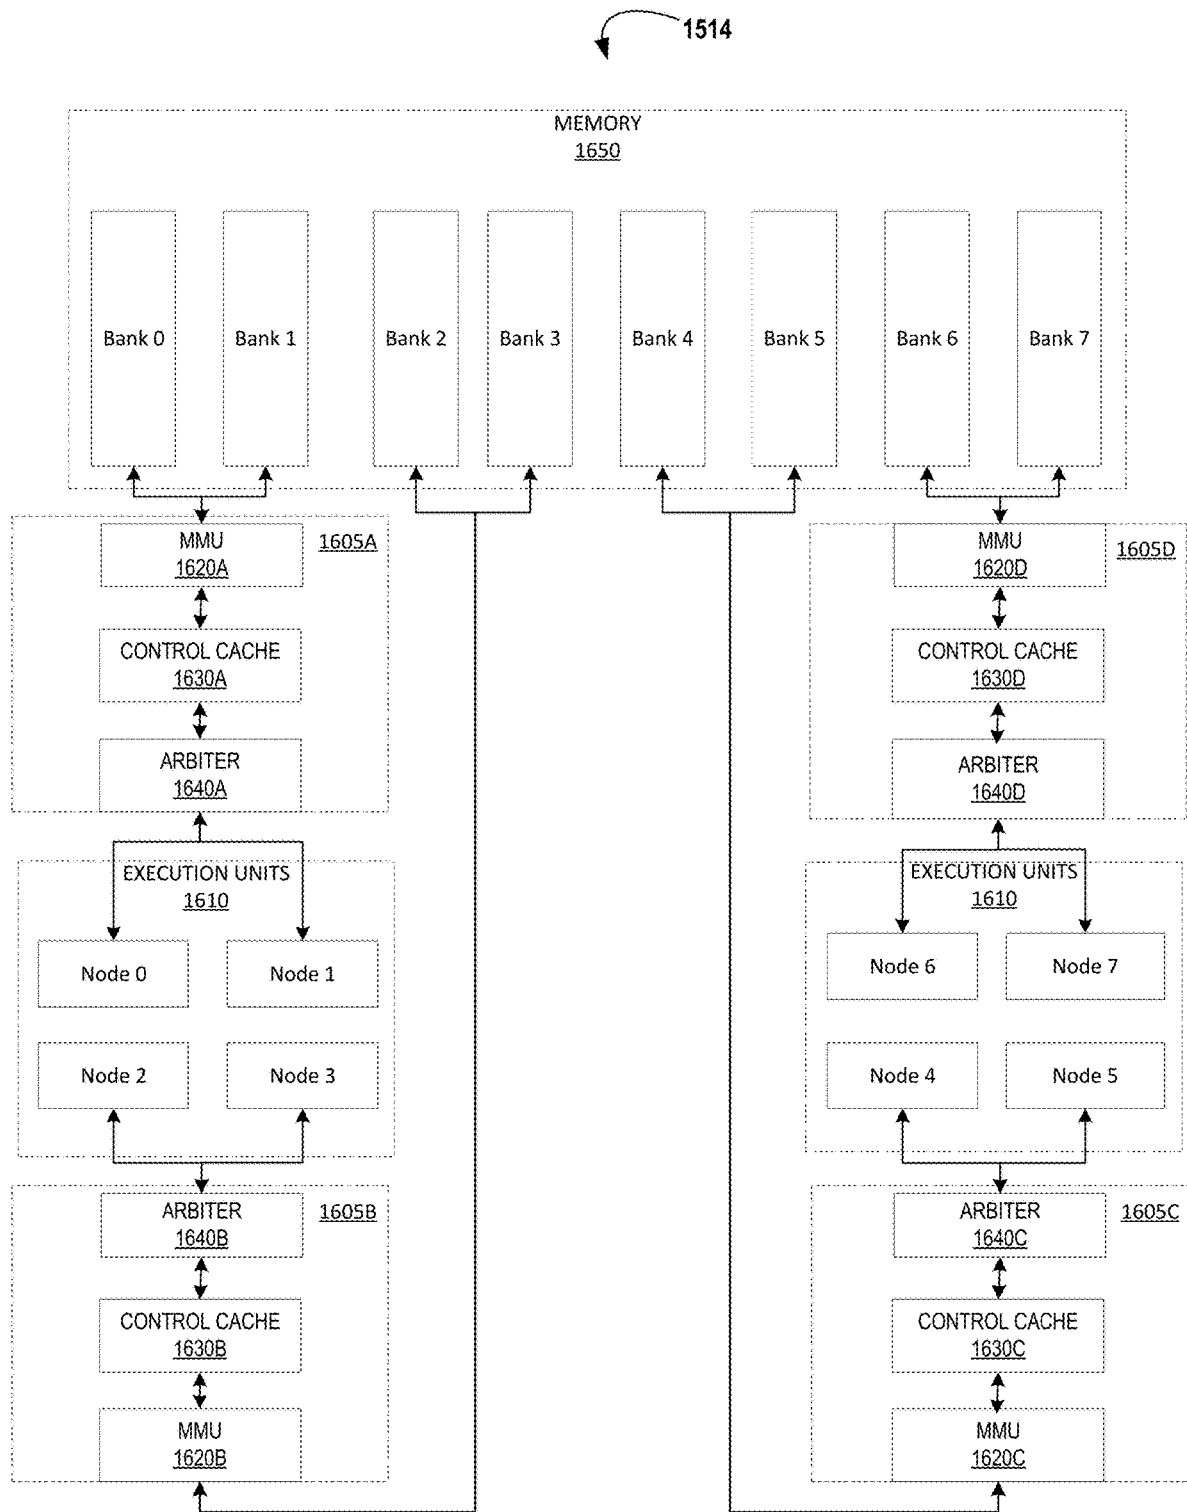 1514
MEMORY
1650
Bank 0
Bank 1
Bank 2
Bank 3
Bank 4
Bank 5
Bank 6
Bank 7
1605A
MMU
1620A
CONTROL CACHE
1630A
ARBITER
1640A
1605D
MMU
1620D
CONTROL CACHE
1630D
ARBITER
1640D
EXECUTION UNITS
1610
Node 0
Node 1
Node 2
Node 3
EXECUTION UNITS
1610
Node 6
Node 7
Node 4
Node 5
ARBITER
1640B
1605B
CONTROL CACHE
1630B
MMU
1620B
ARBITER
1640C
1605C
CONTROL CACHE
1630C
MMU
1620C